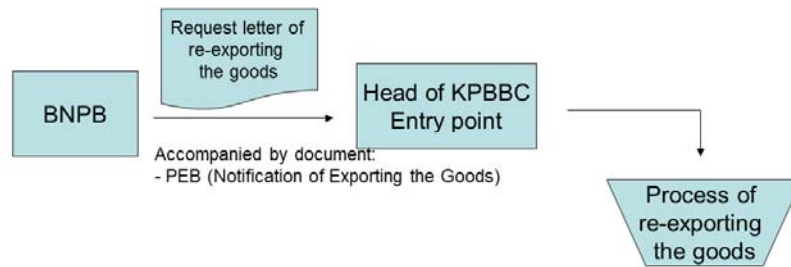 Request letter of
re-exporting
the goods
BNPB
Head of KPBBC
Entry point
Accompanied by document:
- PEB (Notification of Exporting the Goods)
Process of
re-exporting
the goods